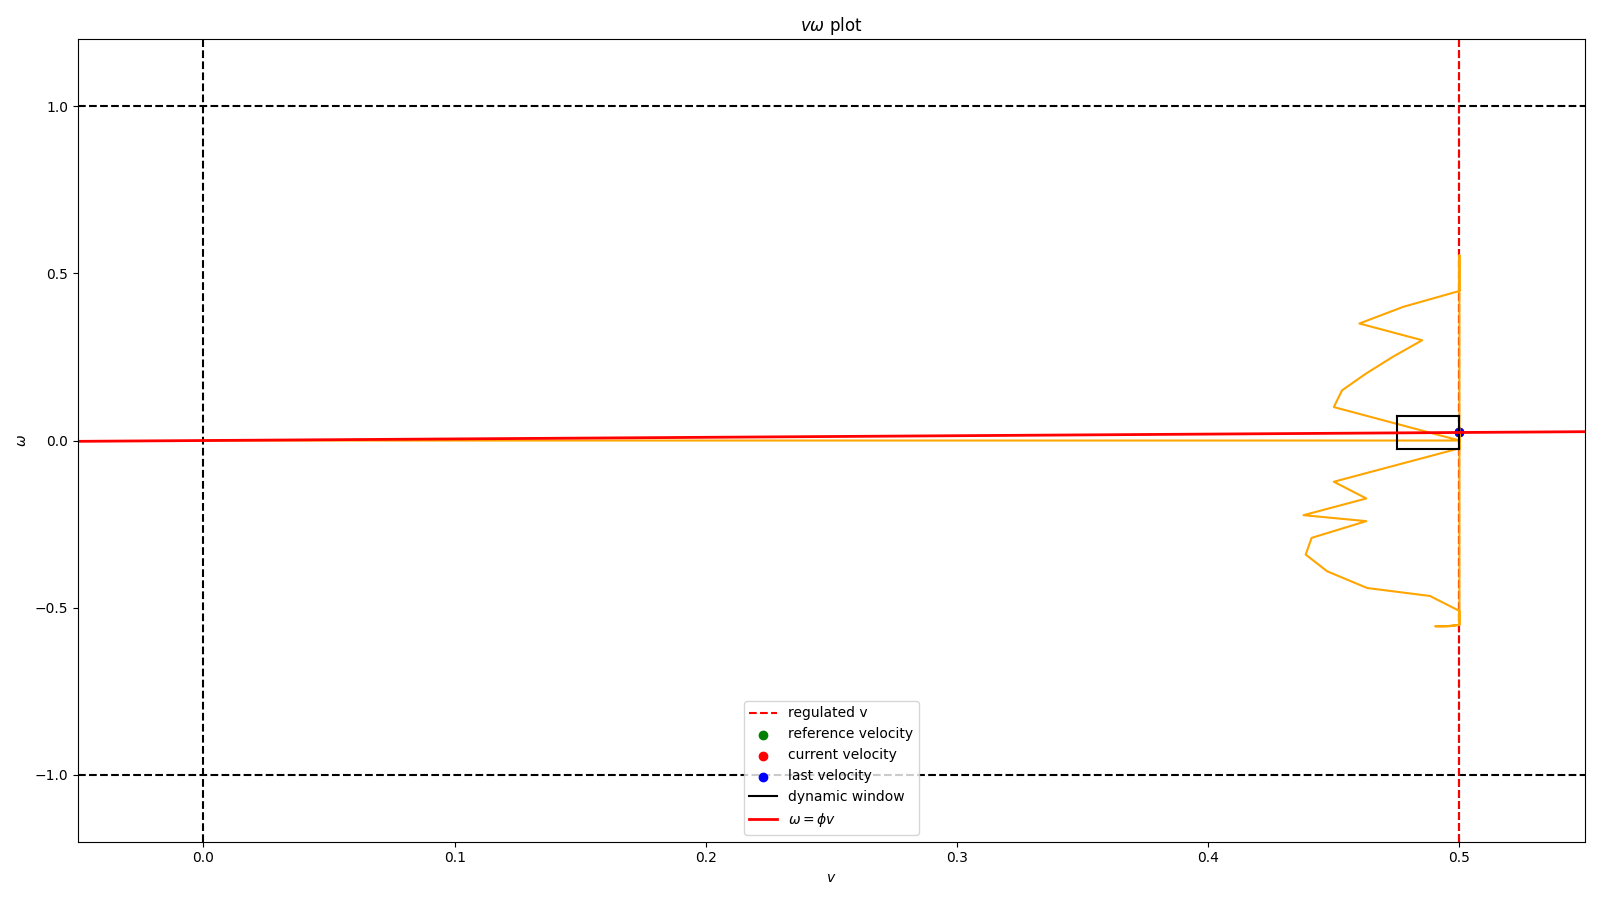 vω plot
1.0
0.5
0.0
−0.5
−1.0
ω
0.0
0.1
0.2
0.3
0.4
0.5
v
regulated v
reference velocity
current velocity
last velocity
dynamic window
ω = ϕv